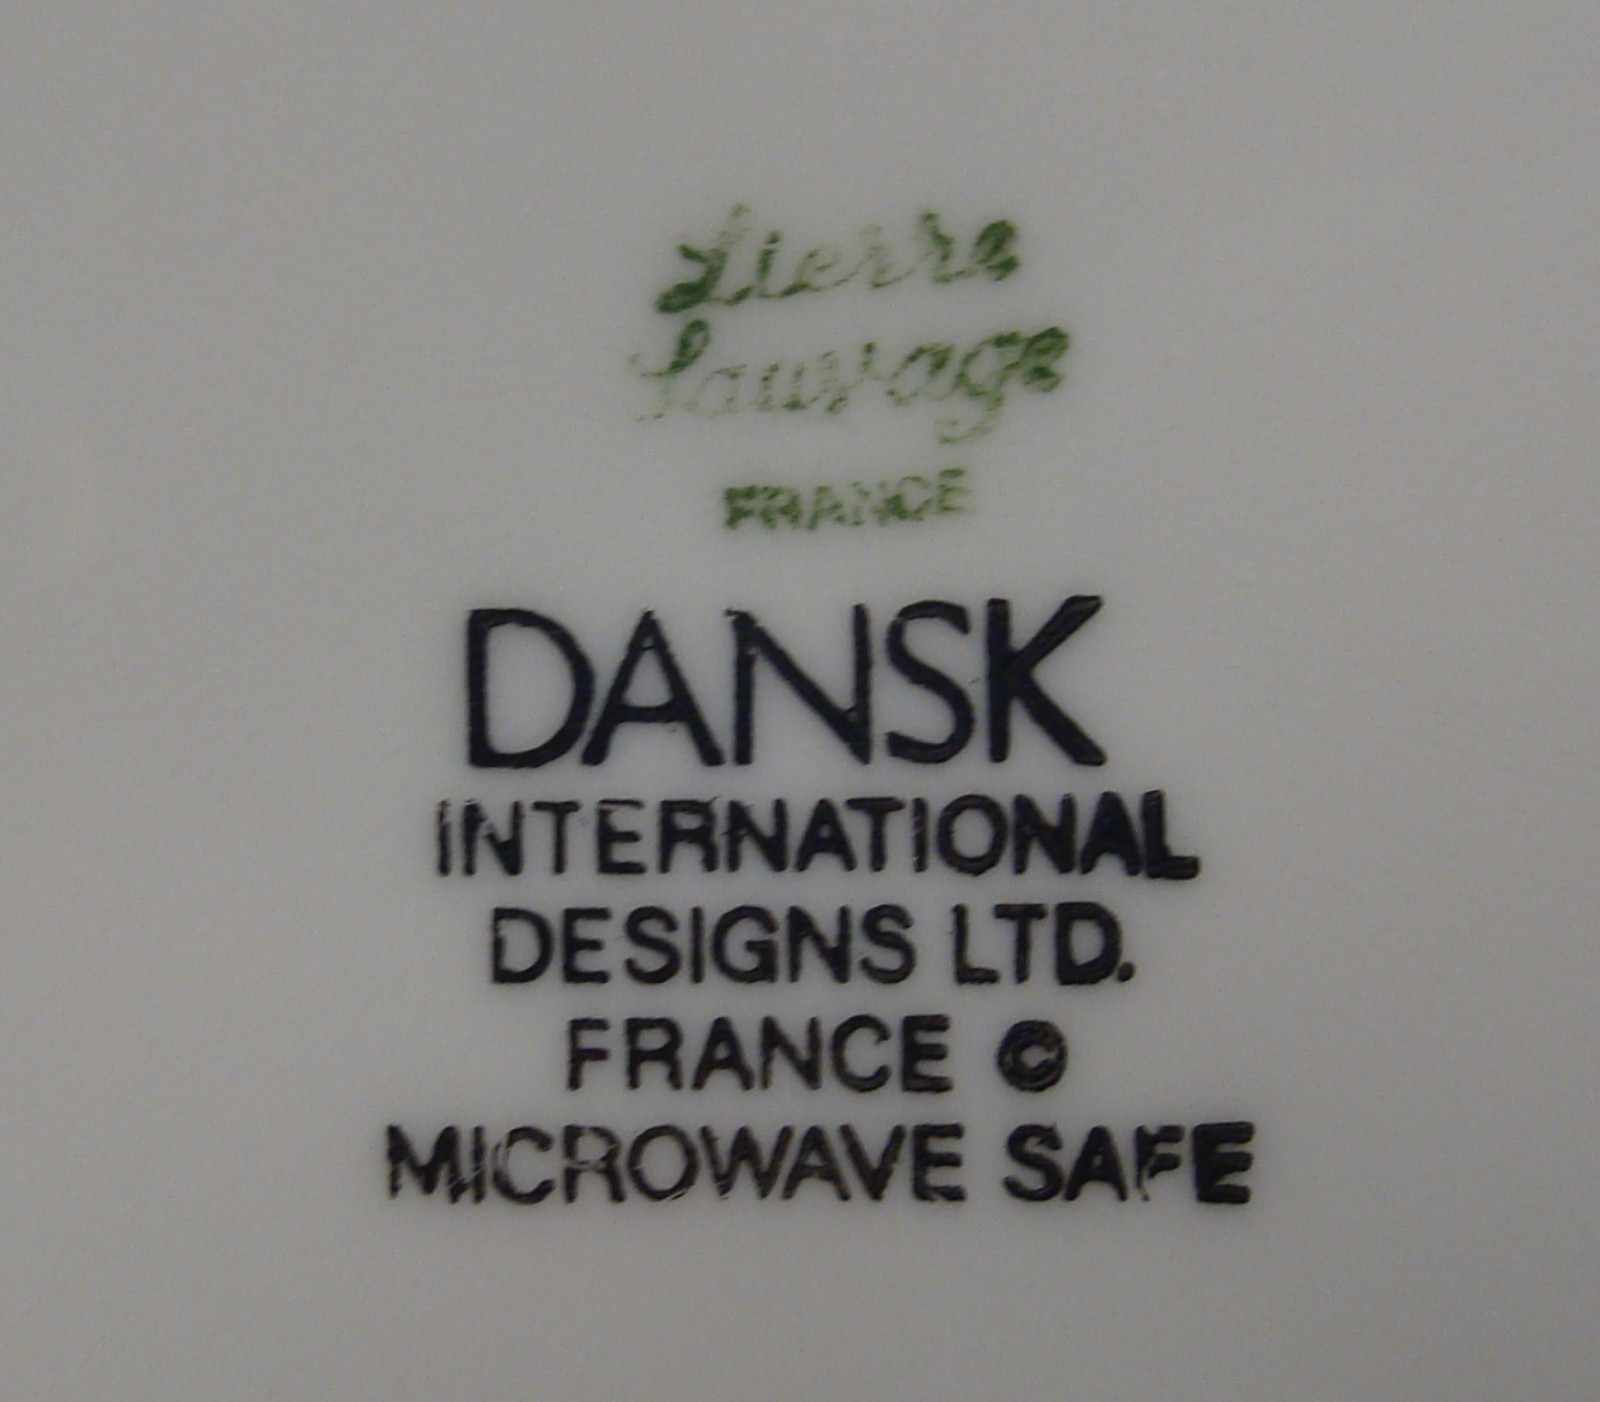 Lierre
Sauvage
FRANCE
DANSK
INTERNATIONAL
DESIGNS LTD.
FRANCE ©
MICROWAVE SAFE